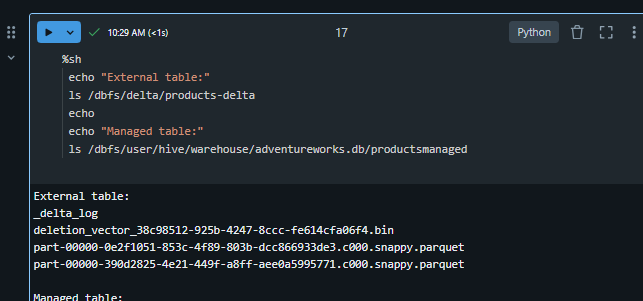 10:29 AM (<1s)
17
Python
%sh
echo "External table:"
ls /dbfs/delta/products-delta
echo
echo "Managed table:"
ls /dbfs/user/hive/warehouse/adventureworks.db/productsmanaged
External table:
_delta_log
deletion_vector_38c98512-925b-4247-8ccc-fe614cfa06f4.bin
part-00000-0e2f1051-853c-4f89-803b-dcc866933de3.c000.snappy.parquet
part-00000-390d2825-4e21-449f-a8ff-aee0a5995771.c000.snappy.parquet
Managed table: